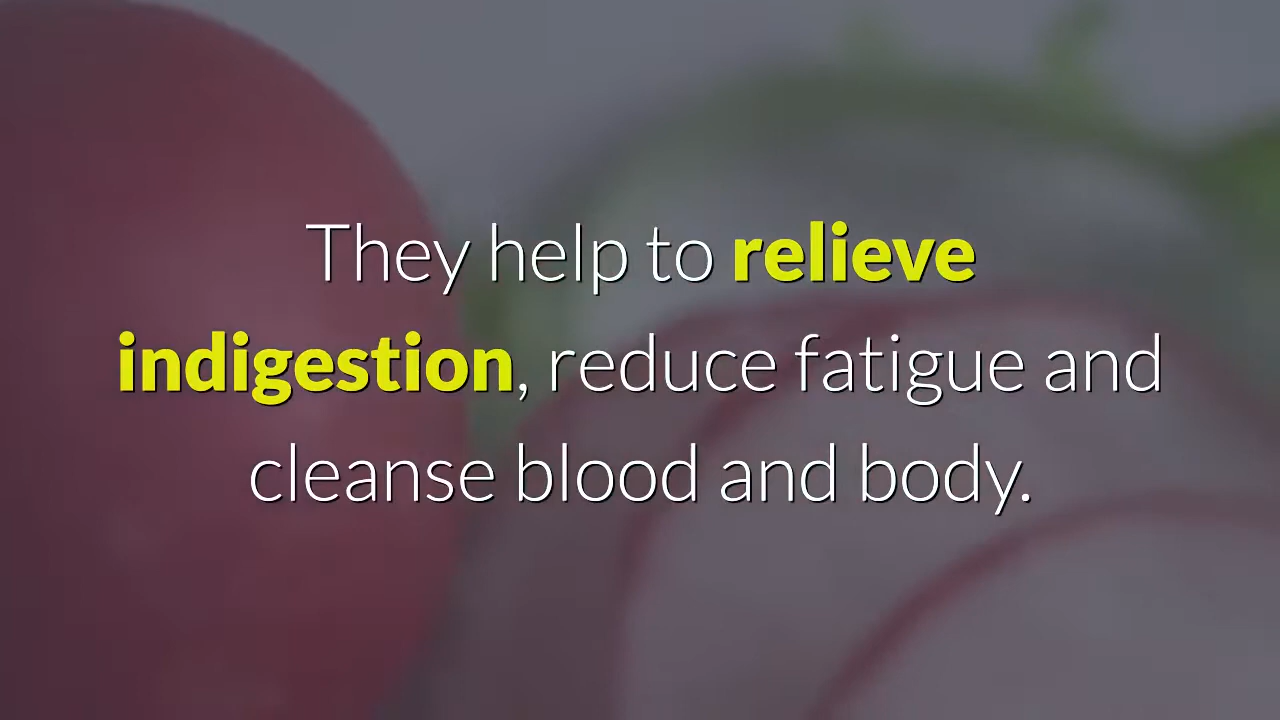 They help to relieve
indigestion, reduce fatigue and
cleanse blood and body.